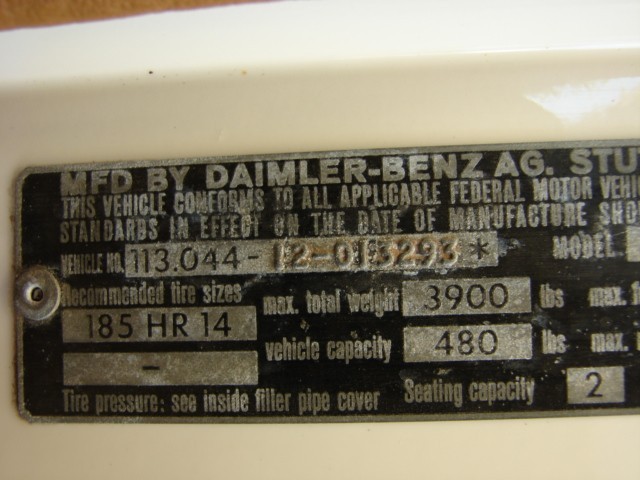 MFD BY DAIMLER-BENZ AG. STU
THIS VEHICLE CONFORMS TO ALL APPLICABLE FEDERAL MOTOR VEHI
STANDARDS IN EFFECT ON THE DATE OF MANUFACTURE SHO
VEHICLE NO. 113.044-12-013293* MODEL
Recommended tire sizes max. total weight 3900 lbs max. f
185 HR 14
vehicle capacity 480 lbs max.
-
Tire pressure: see inside filler pipe cover Seating capacity 2